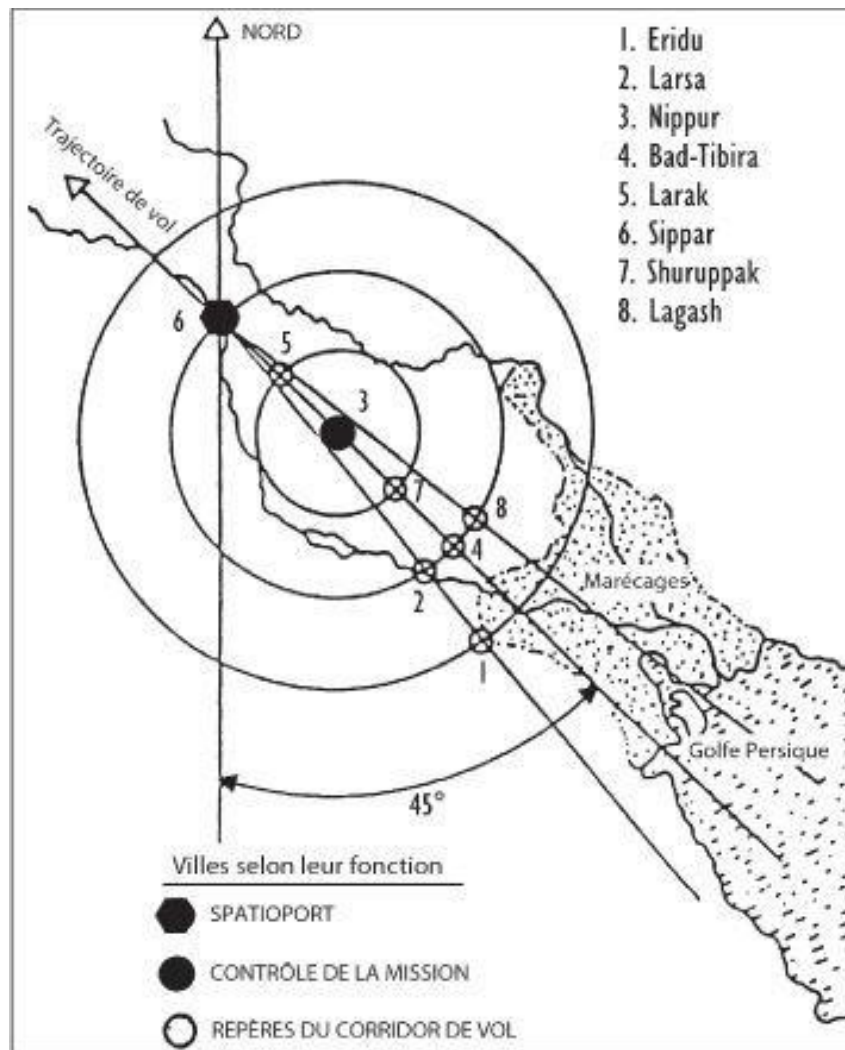 NORD
1. Eridu
2. Larsa
3. Nippur
4. Bad-Tibira
5. Larak
6. Sippar
7. Shuruppak
8. Lagash
Trajectoire de vol
6
5
3
7
8
4
2
1
Marécages
Golfe Persique
45°
Villes selon leur fonction
SPATIOPORT
CONTRÔLE DE LA MISSION
REPÈRES DU CORRIDOR DE VOL